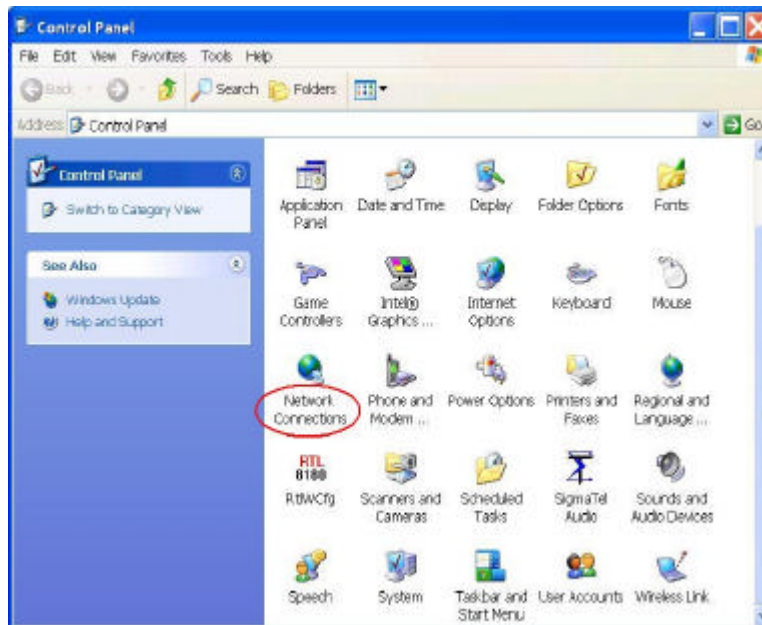 Control Panel
File Edit View Favorites Tools Help
Back Search Folders
Address Control Panel Go
Control Panel
Switch to Category View
See Also
Windows Update
Help and Support
Application Panel
Date and Time
Display
Folder Options
Fonts
Game Controllers
Intel® Graphics ...
Internet Options
Keyboard
Mouse
Network Connections
Phone and Modem ...
Power Options
Printers and Faxes
Regional and Language ...
RTL 8180
RtlWCfg
Scanners and Cameras
Scheduled Tasks
SigmaTel Audio
Sounds and Audio Devices
Speech
System
Taskbar and Start Menu
User Accounts
Wireless Link